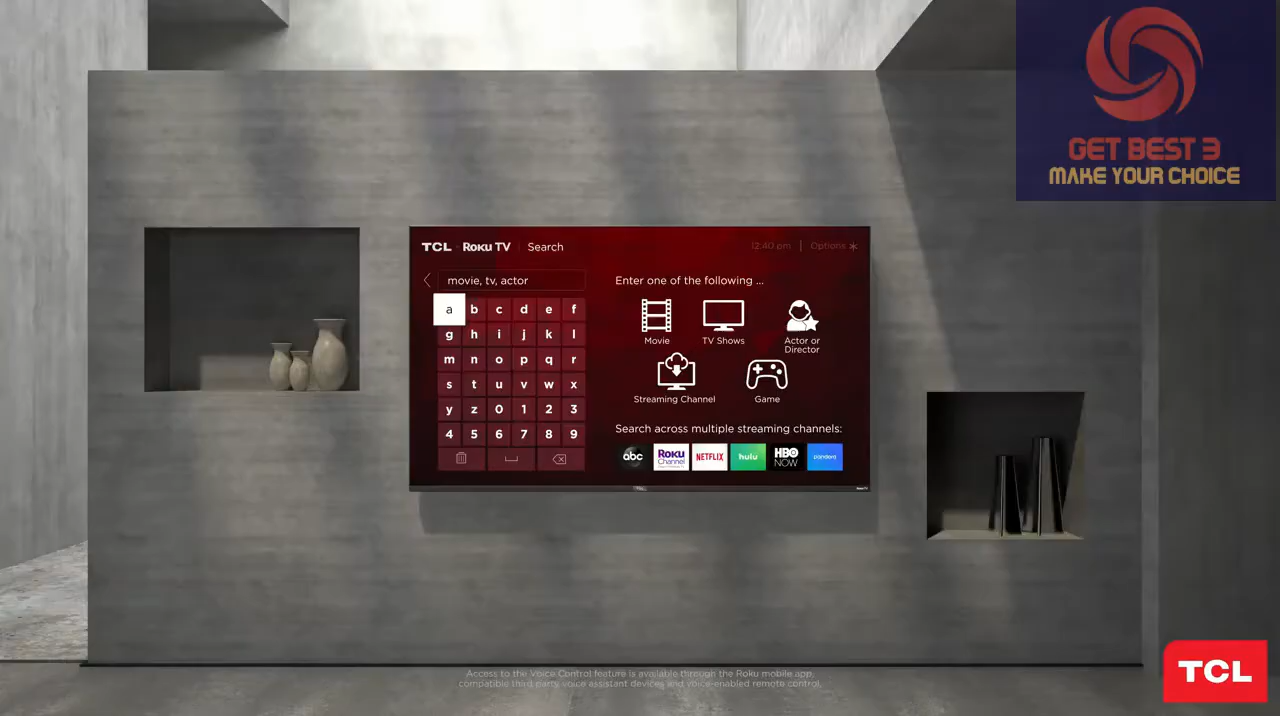 GET BEST 3
MAKE YOUR CHOICE
TCL · Roku TV | Search
12:40 pm | Options
movie, tv, actor
Enter one of the following ...
a b c d e f
g h i j k l
m n o p q r
s t u v w x
y z 0 1 2 3
4 5 6 7 8 9
Movie
TV Shows
Actor or
Director
Streaming Channel
Game
Search across multiple streaming channels:
abc
Roku
Channel
NETFLIX
hulu
HBO
NOW
pandora
Access to the Voice Control feature is available through the Roku mobile app,
compatible third party voice assistant devices and voice-enabled remote control.
TCL